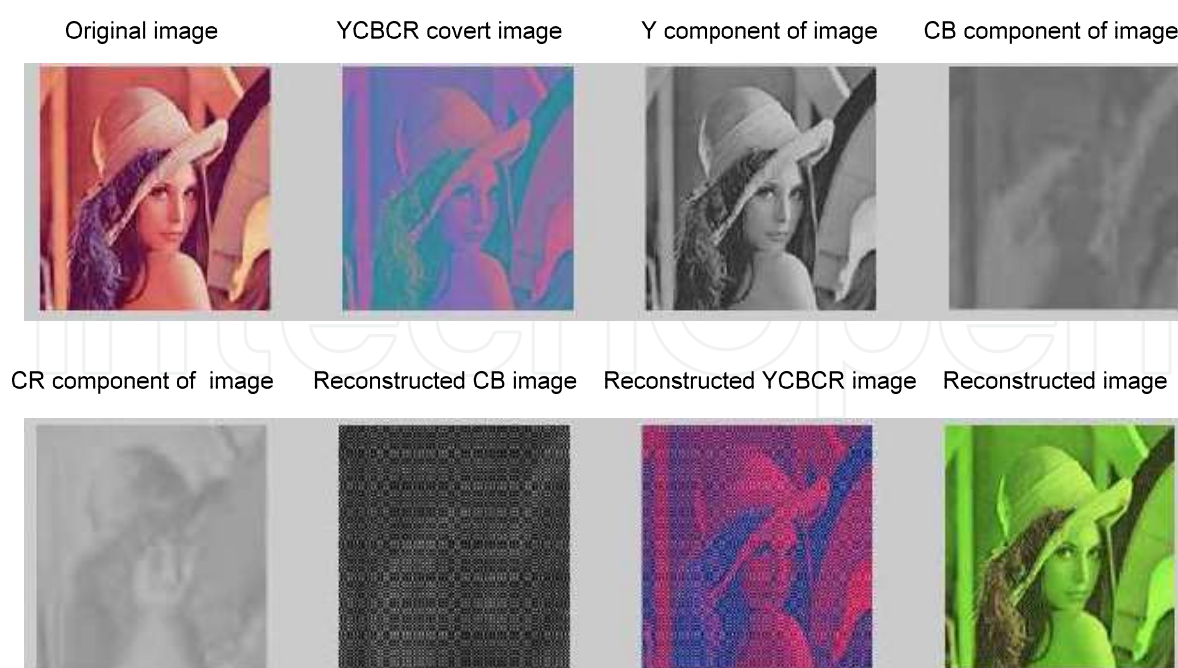 Original image
YCBCR covert image
Y component of image
CB component of image
intechopen
CR component of  image
Reconstructed CB image
Reconstructed YCBCR image
Reconstructed image